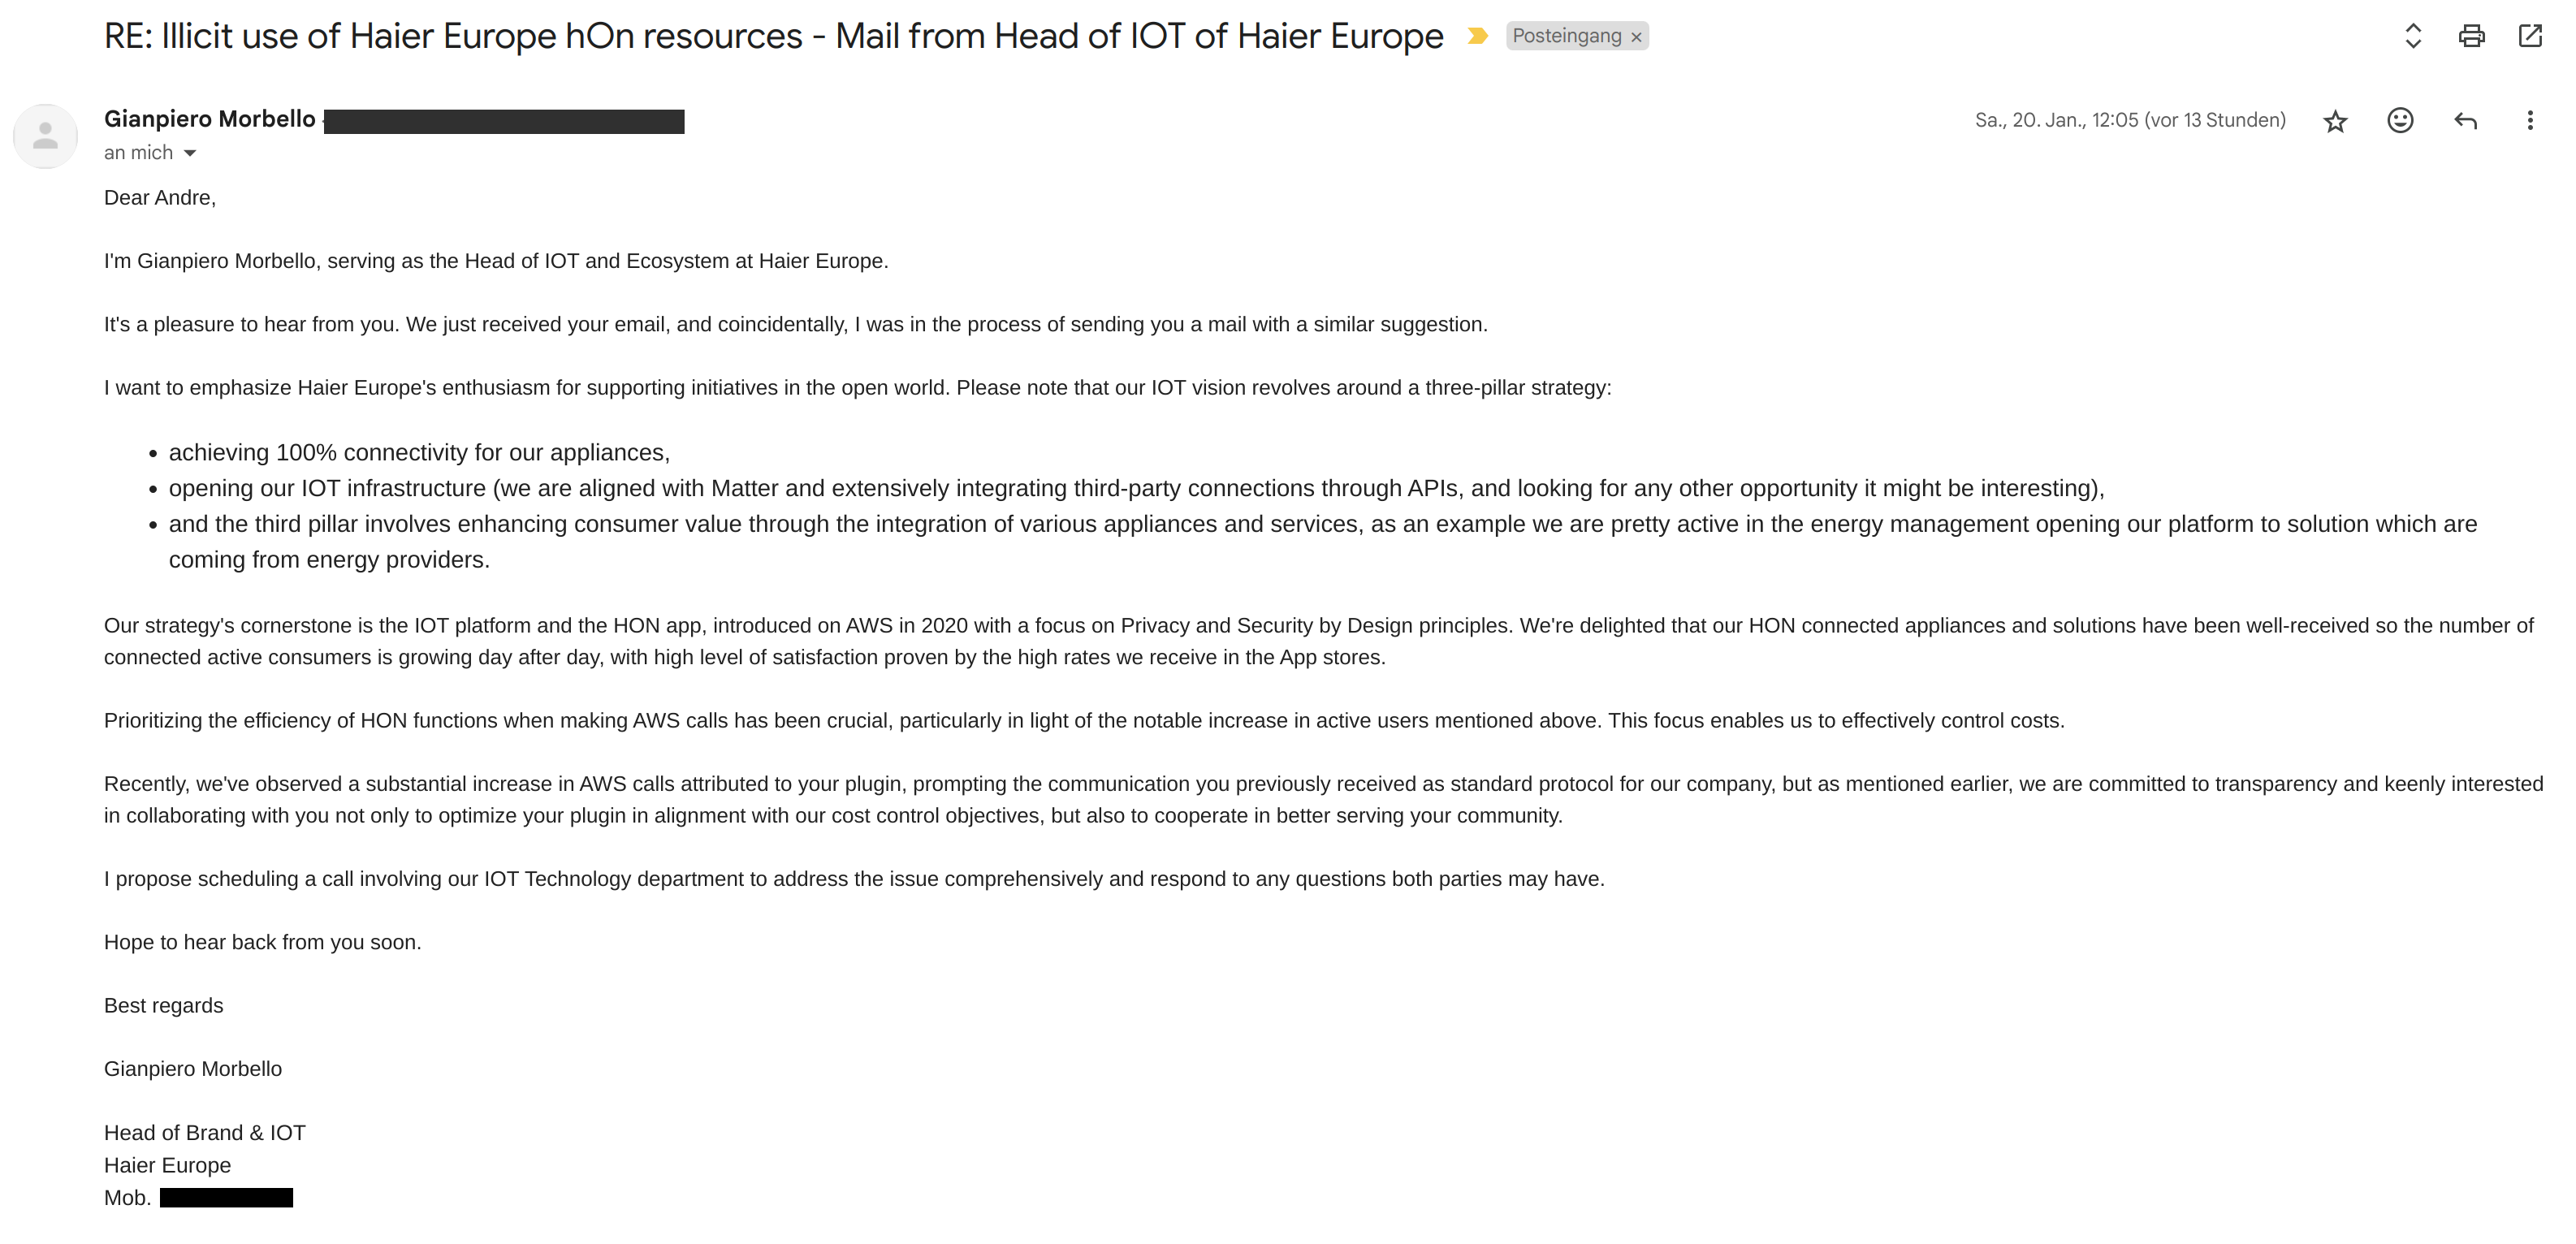 RE: Illicit use of Haier Europe hOn resources - Mail from Head of IOT of Haier Europe Posteingang ×
Gianpiero Morbello
Sa., 20. Jan., 12:05 (vor 13 Stunden)
an mich
Dear Andre,
I'm Gianpiero Morbello, serving as the Head of IOT and Ecosystem at Haier Europe.
It's a pleasure to hear from you. We just received your email, and coincidentally, I was in the process of sending you a mail with a similar suggestion.
I want to emphasize Haier Europe's enthusiasm for supporting initiatives in the open world. Please note that our IOT vision revolves around a three-pillar strategy:
• achieving 100% connectivity for our appliances,
• opening our IOT infrastructure (we are aligned with Matter and extensively integrating third-party connections through APIs, and looking for any other opportunity it might be interesting),
• and the third pillar involves enhancing consumer value through the integration of various appliances and services, as an example we are pretty active in the energy management opening our platform to solution which are
coming from energy providers.
Our strategy's cornerstone is the IOT platform and the HON app, introduced on AWS in 2020 with a focus on Privacy and Security by Design principles. We're delighted that our HON connected appliances and solutions have been well-received so the number of
connected active consumers is growing day after day, with high level of satisfaction proven by the high rates we receive in the App stores.
Prioritizing the efficiency of HON functions when making AWS calls has been crucial, particularly in light of the notable increase in active users mentioned above. This focus enables us to effectively control costs.
Recently, we've observed a substantial increase in AWS calls attributed to your plugin, prompting the communication you previously received as standard protocol for our company, but as mentioned earlier, we are committed to transparency and keenly interested
in collaborating with you not only to optimize your plugin in alignment with our cost control objectives, but also to cooperate in better serving your community.
I propose scheduling a call involving our IOT Technology department to address the issue comprehensively and respond to any questions both parties may have.
Hope to hear back from you soon.
Best regards
Gianpiero Morbello
Head of Brand & IOT
Haier Europe
Mob.